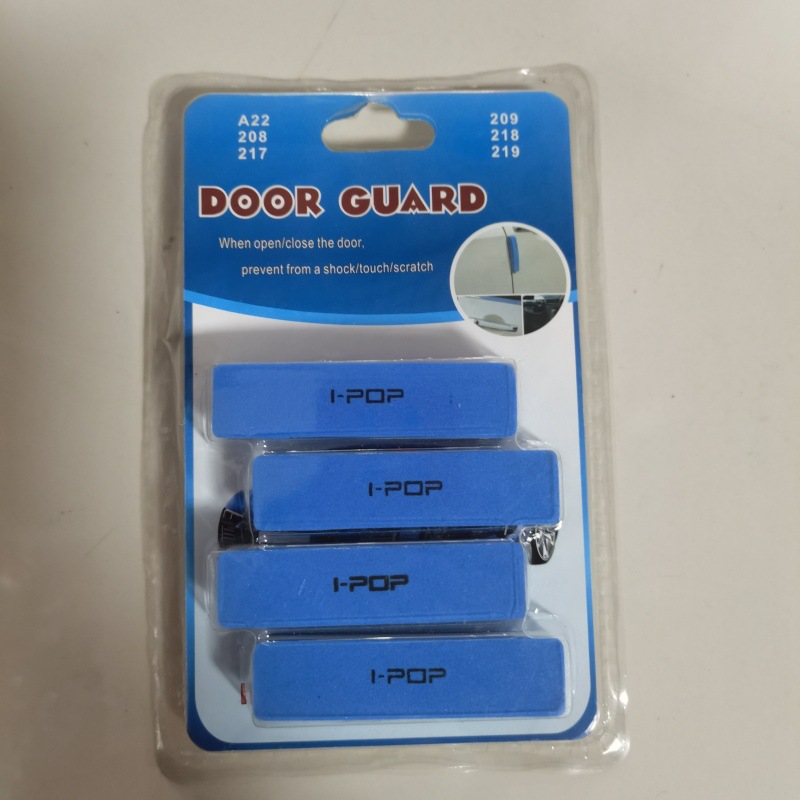 A22
208
217
209
218
219
DOOR GUARD
When open/close the door,
prevent from a shock/touch/scratch
I-POP
I-POP
I-POP
I-POP